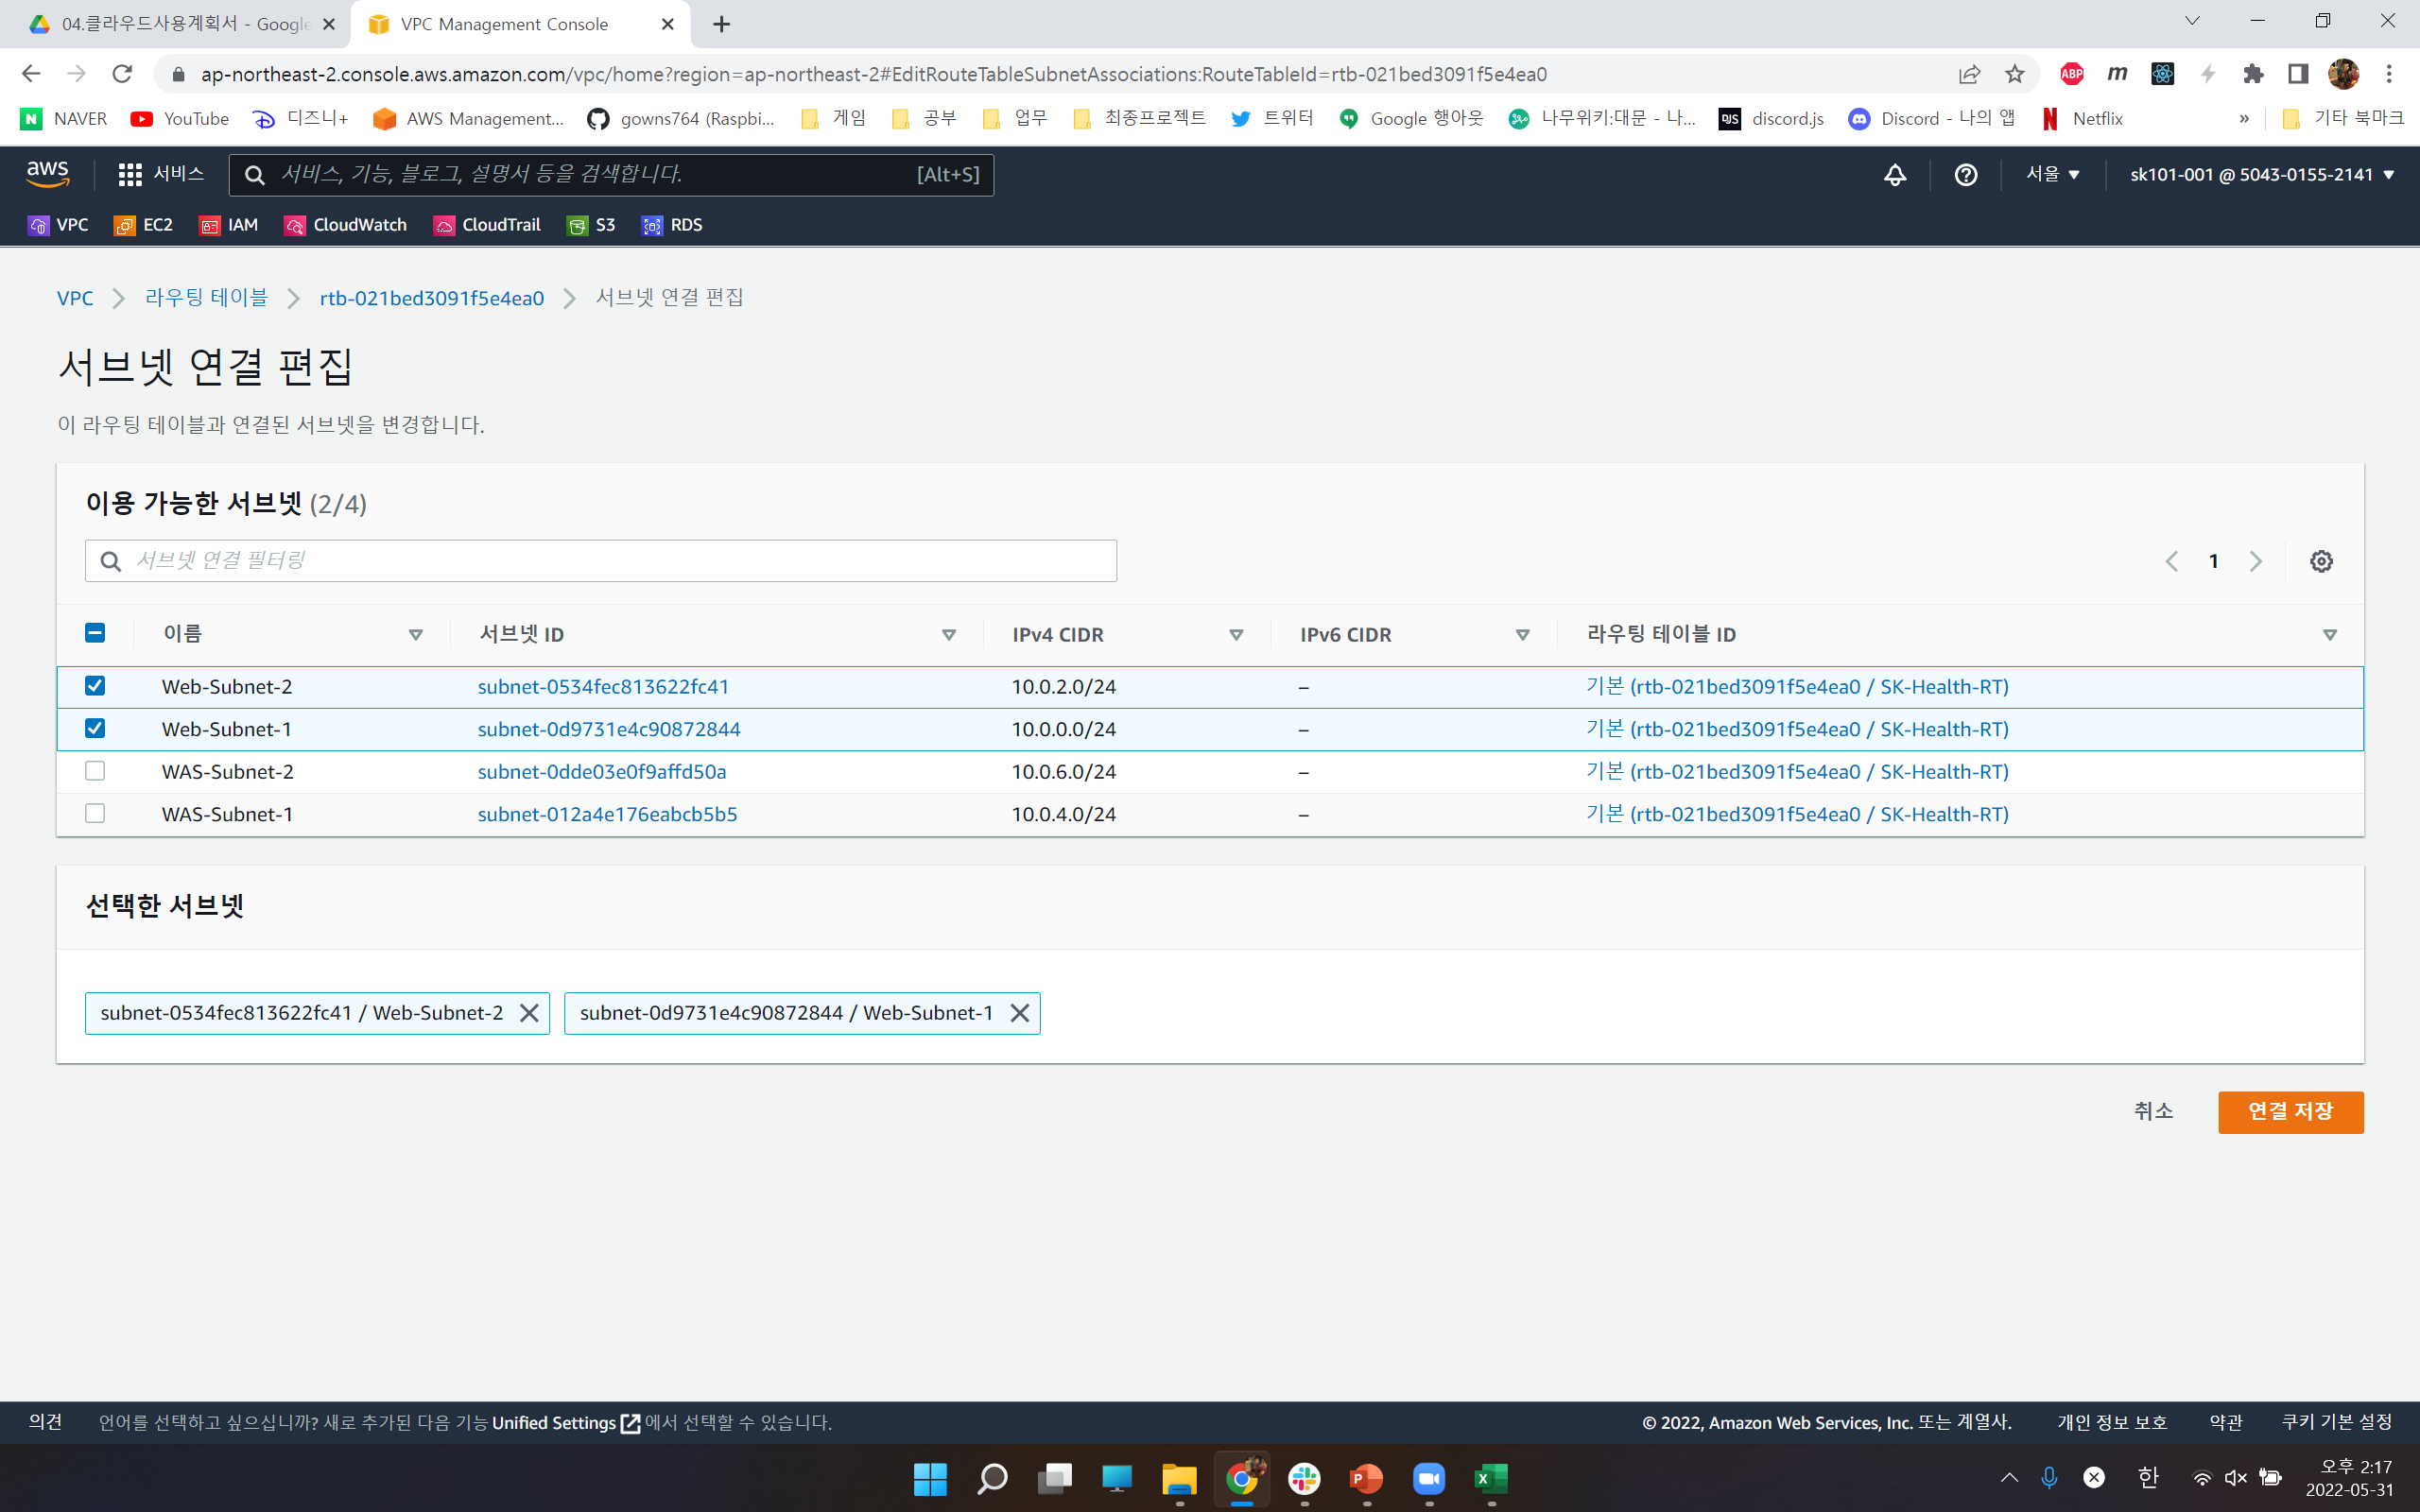 04.클라우드사용계획서 - Google
VPC Management Console
ap-northeast-2.console.aws.amazon.com/vpc/home?region=ap-northeast-2#EditRouteTableSubnetAssociations:RouteTableId=rtb-021bed3091f5e4ea0
ABP
m
N NAVER
YouTube
디즈니+
AWS Management...
gowns764 (Raspbi...
게임
공부
업무
최종프로젝트
트위터
Google 행아웃
나무위키:대문 - 나...
DJS discord.js
Discord - 나의 앱
Netflix
»
기타 북마크
aws
서비스
서비스, 기능, 블로그, 설명서 등을 검색합니다.
[Alt+S]
서울 ▼
sk101-001 @ 5043-0155-2141 ▼
VPC
EC2
IAM
CloudWatch
CloudTrail
S3
RDS
VPC > 라우팅 테이블 > rtb-021bed3091f5e4ea0 > 서브넷 연결 편집
서브넷 연결 편집
이 라우팅 테이블과 연결된 서브넷을 변경합니다.
이용 가능한 서브넷 (2/4)
서브넷 연결 필터링
1
이름 서브넷 ID IPv4 CIDR IPv6 CIDR 라우팅 테이블 ID
Web-Subnet-2 subnet-0534fec813622fc41 10.0.2.0/24 – 기본 (rtb-021bed3091f5e4ea0 / SK-Health-RT)
Web-Subnet-1 subnet-0d9731e4c90872844 10.0.0.0/24 – 기본 (rtb-021bed3091f5e4ea0 / SK-Health-RT)
WAS-Subnet-2 subnet-0dde03e0f9affd50a 10.0.6.0/24 – 기본 (rtb-021bed3091f5e4ea0 / SK-Health-RT)
WAS-Subnet-1 subnet-012a4e176eabcb5b5 10.0.4.0/24 – 기본 (rtb-021bed3091f5e4ea0 / SK-Health-RT)
선택한 서브넷
subnet-0534fec813622fc41 / Web-Subnet-2
subnet-0d9731e4c90872844 / Web-Subnet-1
취소
연결 저장
의견
언어를 선택하고 싶으십니까? 새로 추가된 다음 기능 Unified Settings 에서 선택할 수 있습니다.
© 2022, Amazon Web Services, Inc. 또는 계열사.
개인 정보 보호
약관
쿠키 기본 설정
한
오후 2:17
2022-05-31